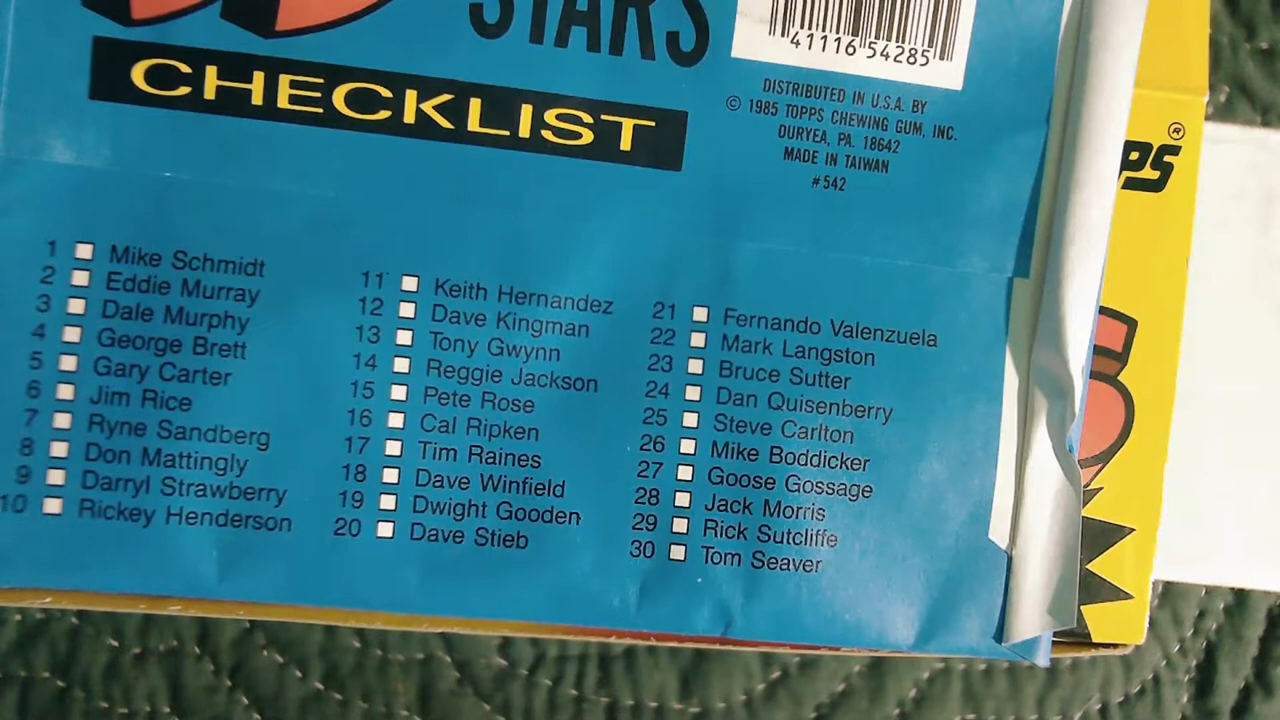 STARS
CHECKLIST
41116 54285
DISTRIBUTED IN U.S.A. BY
© 1985 TOPPS CHEWING GUM, INC.
DURYEA, PA. 18642
MADE IN TAIWAN
#542
1 Mike Schmidt
2 Eddie Murray
3 Dale Murphy
4 George Brett
5 Gary Carter
6 Jim Rice
7 Ryne Sandberg
8 Don Mattingly
9 Darryl Strawberry
10 Rickey Henderson
11 Keith Hernandez
12 Dave Kingman
13 Tony Gwynn
14 Reggie Jackson
15 Pete Rose
16 Cal Ripken
17 Tim Raines
18 Dave Winfield
19 Dwight Gooden
20 Dave Stieb
21 Fernando Valenzuela
22 Mark Langston
23 Bruce Sutter
24 Dan Quisenberry
25 Steve Carlton
26 Mike Boddicker
27 Goose Gossage
28 Jack Morris
29 Rick Sutcliffe
30 Tom Seaver
PS®